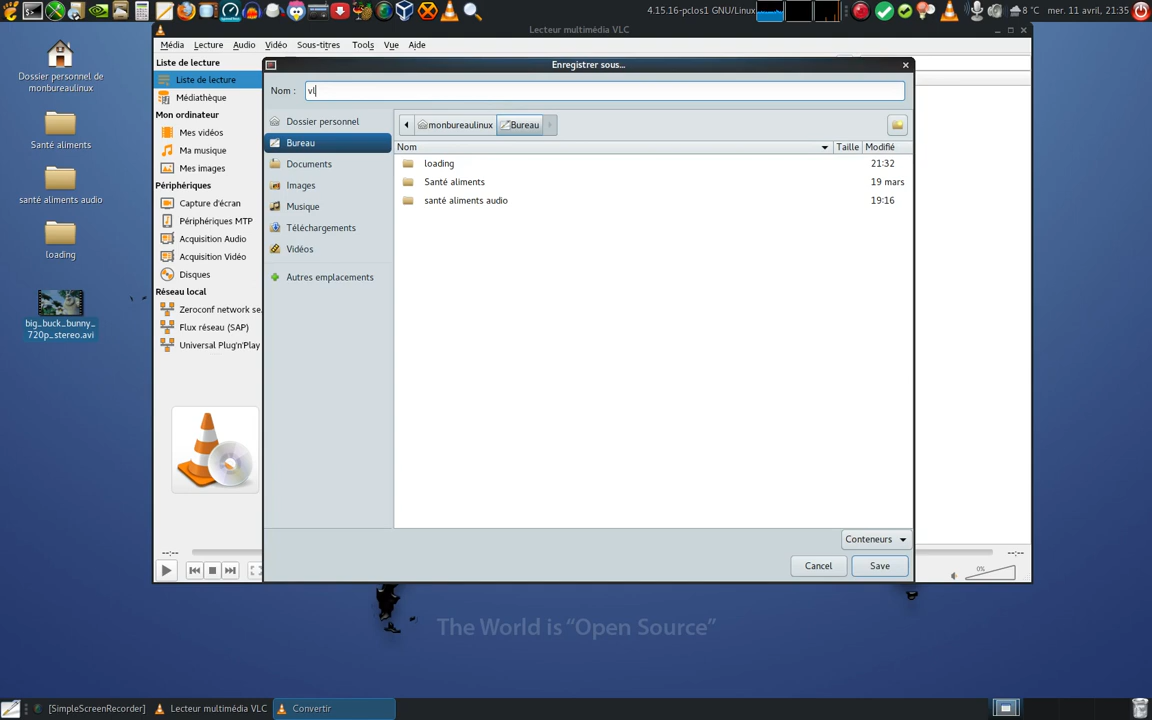 4.15.16-pclos1 GNU/Linux
8 °C
mer. 11 avril, 21:35
Dossier personnel de
monbureaulinux
Santé aliments
santé aliments audio
loading
big_buck_bunny_
720p_stereo.avi
Lecteur multimédia VLC
Média Lecture Audio Vidéo Sous-titres Tools Vue Aide
Liste de lecture
Liste de lecture
Médiathèque
Mon ordinateur
Mes vidéos
Ma musique
Mes images
Périphériques
Capture d'écran
Périphériques MTP
Acquisition Audio
Acquisition Vidéo
Disques
Réseau local
Zeroconf network se
Flux réseau (SAP)
Universal Plug'n'Play
--:--
--:--
0%
Enregistrer sous...
Nom : vl
Dossier personnel
Bureau
Documents
Images
Musique
Téléchargements
Vidéos
Autres emplacements
monbureaulinux Bureau
Nom Taille Modifié
loading 21:32
Santé aliments 19 mars
santé aliments audio 19:16
Conteneurs
Cancel Save
The World is “Open Source”
[SimpleScreenRecorder] Lecteur multimédia VLC Convertir